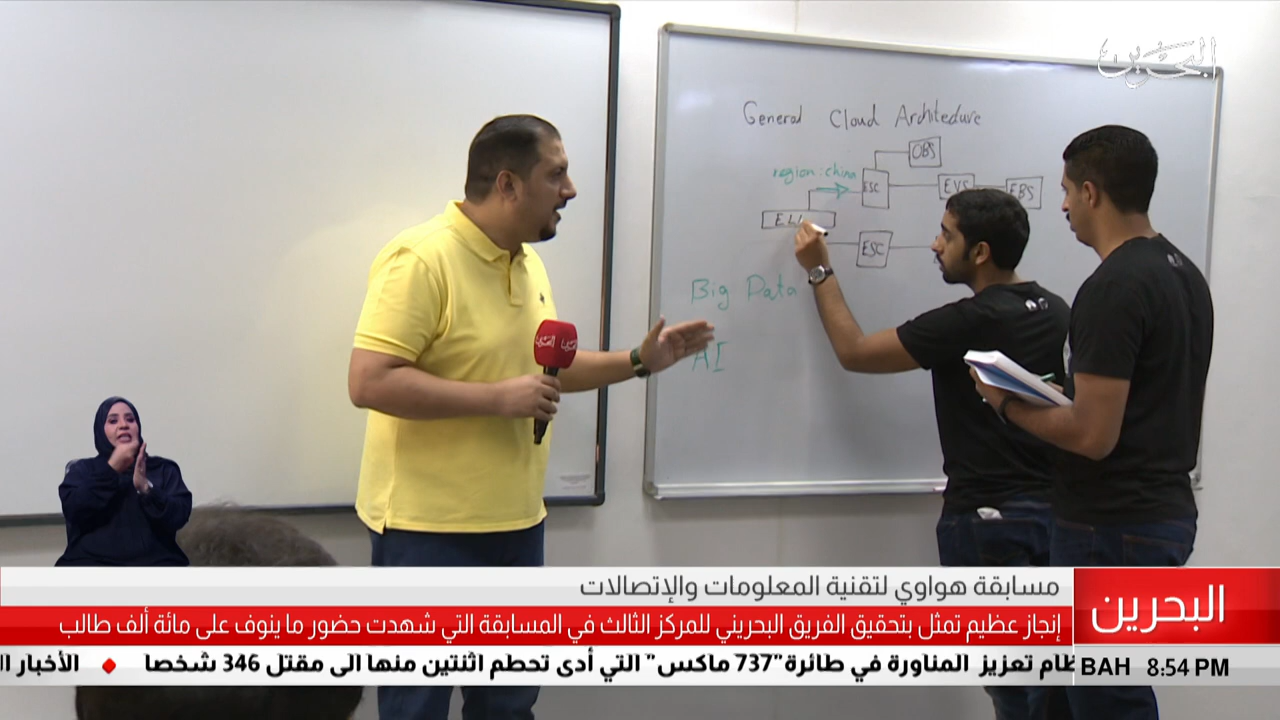 البحرين
General Cloud Architecture
OBS
region: china
ESC
EVS
EBS
ESC
Big Data
AI
مسابقة هواوي لتقنية المعلومات والإتصالات
البحرين
إنجاز عظيم تمثل بتحقيق الفريق البحريني للمركز الثالث في المسابقة التي شهدت حضور ما ينوف على مائة ألف طالب
تعزيز المناورة في طائرة "737 ماكس" التي أدى تحطم اثنتين منها الى مقتل 346 شخصا ♦ الأخبار
BAH 8:54 PM